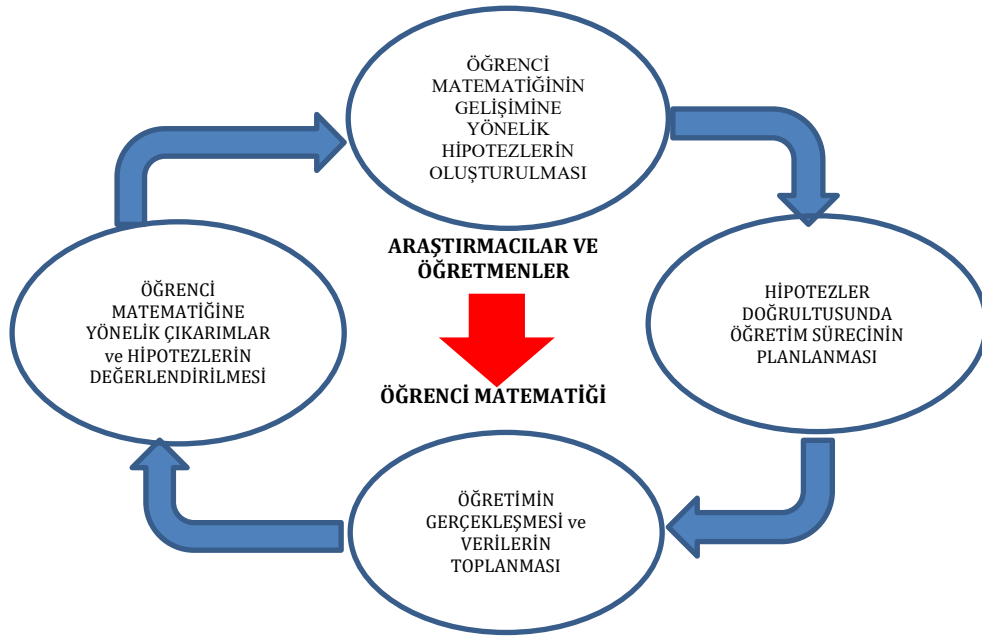 ÖĞRENCİ
MATEMATİĞİNİN
GELİŞİMİNE
YÖNELİK
HİPOTEZLERİN
OLUŞTURULMASI
ARAŞTIRMACILAR VE
ÖĞRETMENLER
ÖĞRENCİ
MATEMATİĞİNE
YÖNELİK ÇIKARIMLAR
ve HİPOTEZLERİN
DEĞERLENDİRİLMESİ
HİPOTEZLER
DOĞRULTUSUNDA
ÖĞRETİM SÜRECİNİN
PLANLANMASI
ÖĞRENCİ MATEMATİĞİ
ÖĞRETİMİN
GERÇEKLEŞMESİ ve
VERİLERİN
TOPLANMASI